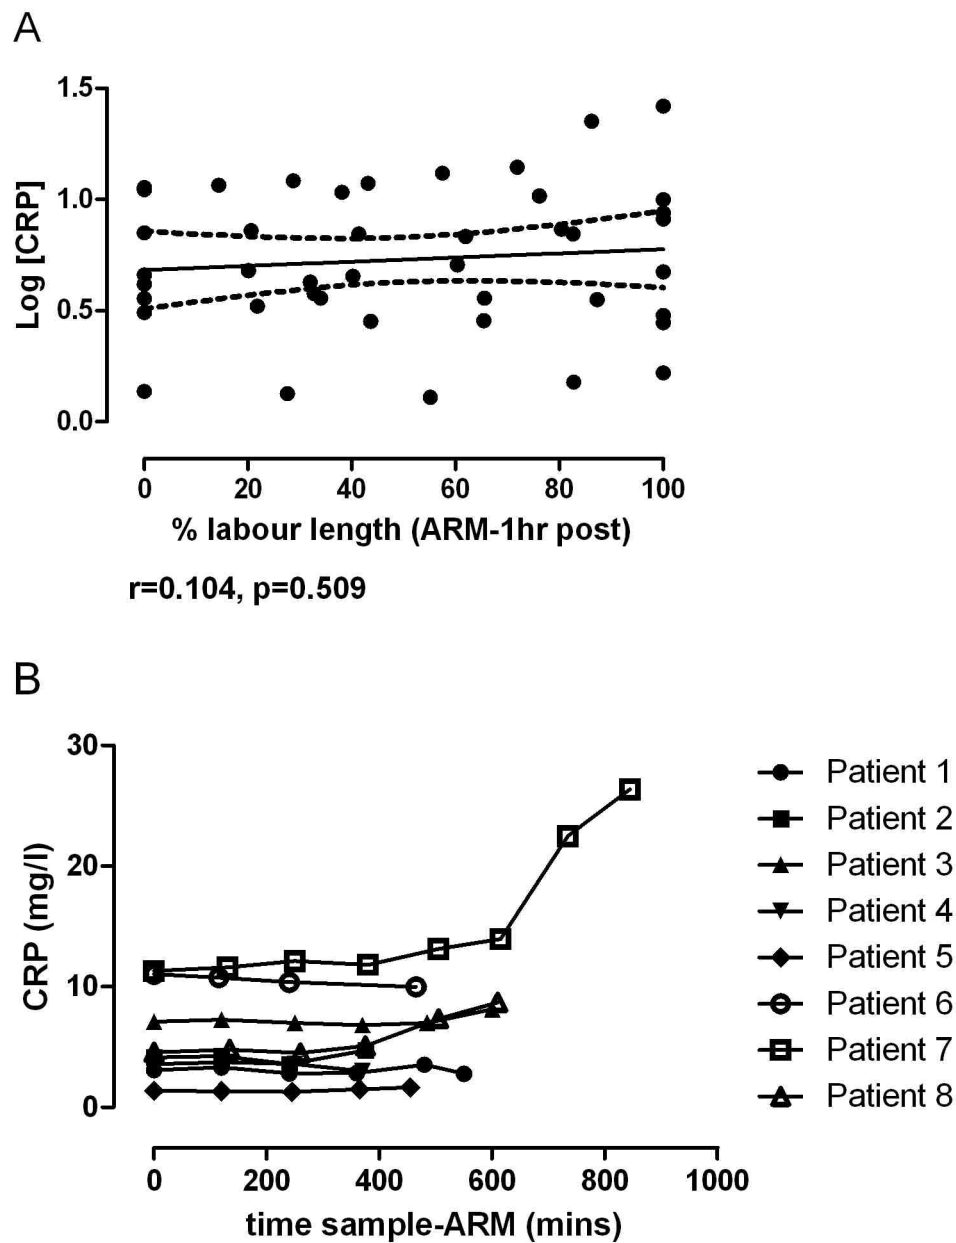 A
1.5
1.0
0.5
0.0
Log [CRP]
0 20 40 60 80 100
% labour length (ARM-1hr post)
r=0.104, p=0.509
B
30
20
10
0
CRP (mg/l)
0 200 400 600 800 1000
time sample-ARM (mins)
Patient 1
Patient 2
Patient 3
Patient 4
Patient 5
Patient 6
Patient 7
Patient 8